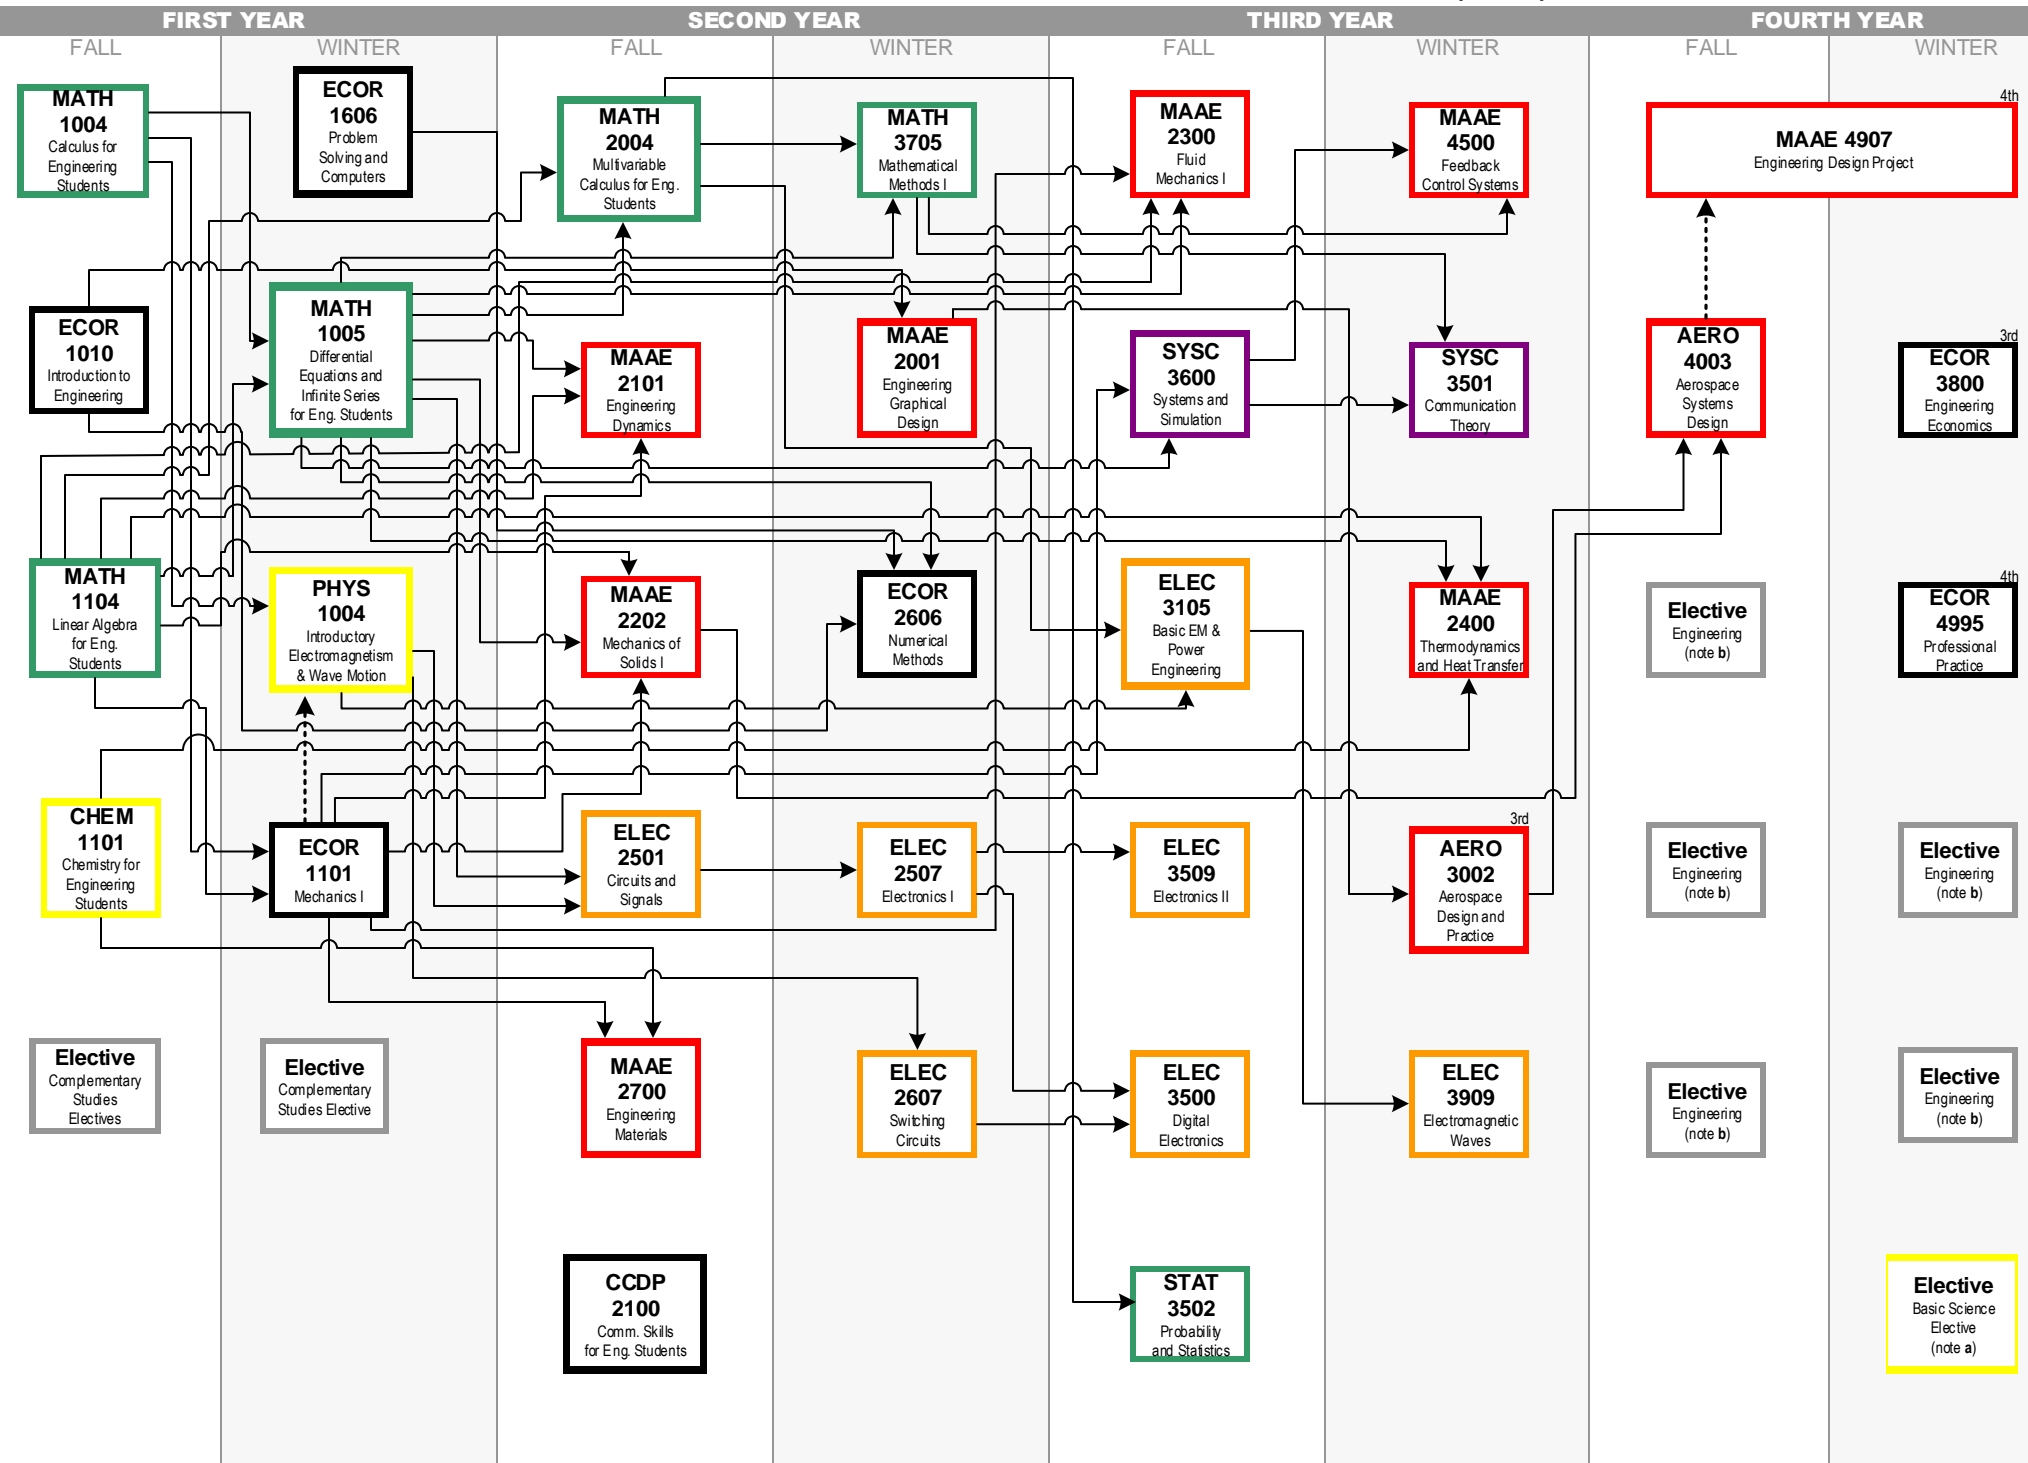 FIRST YEAR
SECOND YEAR
THIRD YEAR
FOURTH YEAR
FALL
WINTER
FALL
WINTER
FALL
WINTER
FALL
WINTER
MATH
1004
Calculus for
Engineering
Students
ECOR
1010
Introduction to
Engineering
MATH
1104
Linear Algebra
for Eng.
Students
CHEM
1101
Chemistry for
Engineering
Students
Elective
Complementary
Studies
Electives
ECOR
1606
Problem
Solving and
Computers
MATH
1005
Differential
Equations and
Infinite Series
for Eng. Students
PHYS
1004
Introductory
Electromagnetism
& Wave Motion
ECOR
1101
Mechanics I
Elective
Complementary
Studies Elective
MATH
2004
Multivariable
Calculus for Eng.
Students
MAAE
2101
Engineering
Dynamics
MAAE
2202
Mechanics of
Solids I
ELEC
2501
Circuits and
Signals
MAAE
2700
Engineering
Materials
CCDP
2100
Comm. Skills
for Eng. Students
MATH
3705
Mathematical
Methods I
MAAE
2001
Engineering
Graphical
Design
ECOR
2606
Numerical
Methods
ELEC
2507
Electronics I
ELEC
2607
Switching
Circuits
MAAE
2300
Fluid
Mechanics I
SYSC
3600
Systems and
Simulation
ELEC
3105
Basic EM &
Power
Engineering
ELEC
3509
Electronics II
ELEC
3500
Digital
Electronics
STAT
3502
Probability
and Statistics
MAAE
4500
Feedback
Control Systems
SYSC
3501
Communication
Theory
MAAE
2400
Thermodynamics
and Heat Transfer
3rd
AERO
3002
Aerospace
Design and
Practice
ELEC
3909
Electromagnetic
Waves
4th
MAAE 4907
Engineering Design Project
AERO
4003
Aerospace
Systems
Design
Elective
Engineering
(note b)
Elective
Engineering
(note b)
Elective
Engineering
(note b)
3rd
ECOR
3800
Engineering
Economics
4th
ECOR
4995
Professional
Practice
Elective
Engineering
(note b)
Elective
Engineering
(note b)
Elective
Basic Science
Elective
(note a)